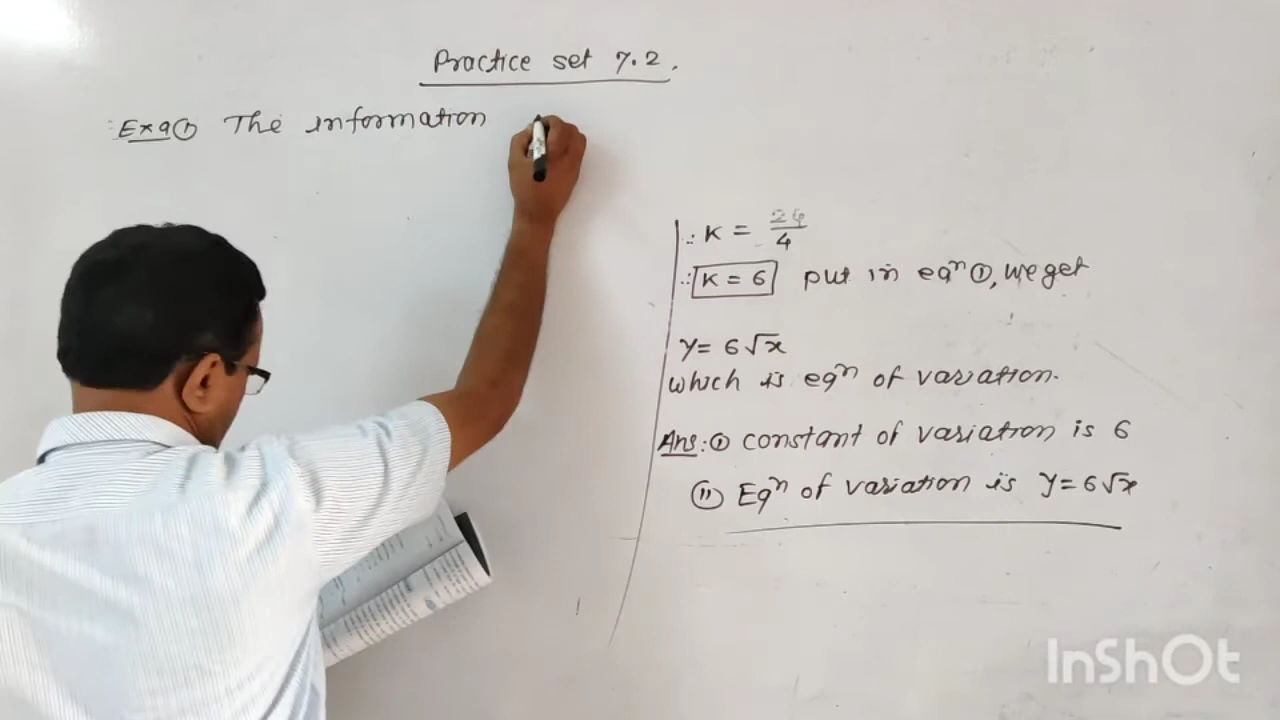 Practice set 7.2.
Exa① The information
∴ K = 24/4
∴ K = 6 put in eqⁿ ①, we get
y = 6√x
which is eqⁿ of variation.
Ans: ① constant of variation is 6
ⅱ Eqⁿ of variation is y = 6√x
InShOt